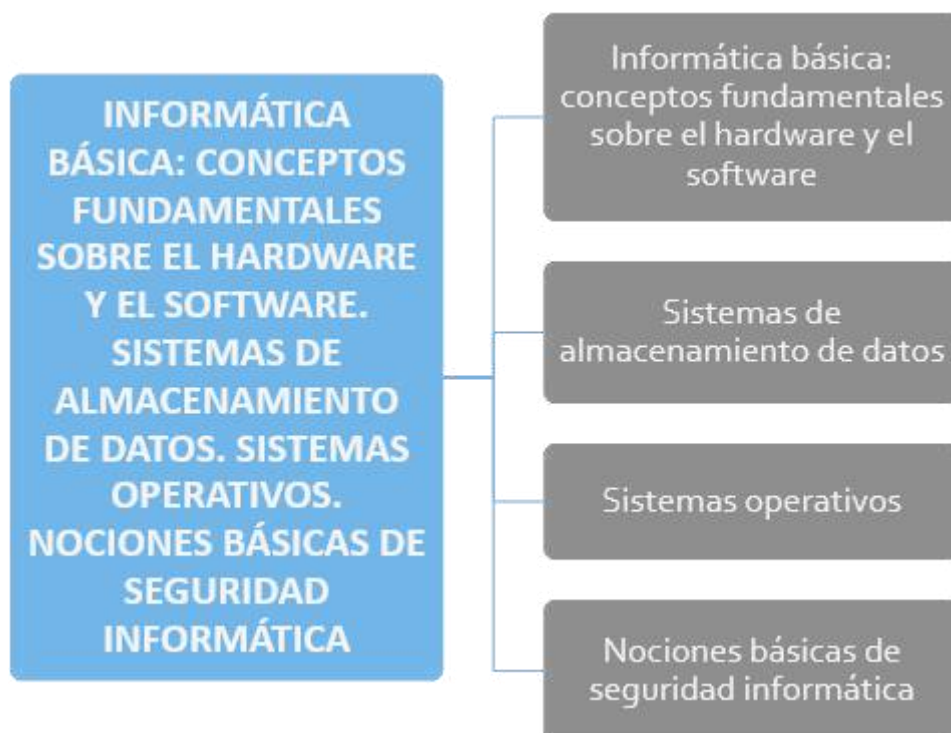 INFORMÁTICA
BÁSICA: CONCEPTOS
FUNDAMENTALES
SOBRE EL HARDWARE
Y EL SOFTWARE.
SISTEMAS DE
ALMACENAMIENTO
DE DATOS. SISTEMAS
OPERATIVOS.
NOCIONES BÁSICAS DE
SEGURIDAD
INFORMÁTICA
Informática básica:
conceptos fundamentales
sobre el hardware y el
software
Sistemas de
almacenamiento de datos
Sistemas operativos
Nociones básicas de
seguridad informática